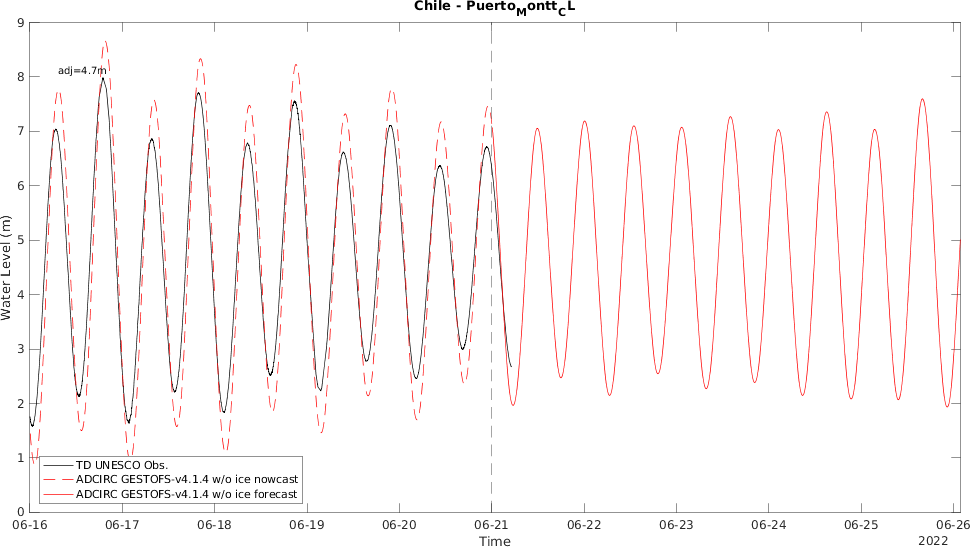 Chile - PuertoMonttCL
9
8
7
6
5
4
3
2
1
0
Water Level (m)
adj=4.7m
TD UNESCO Obs.
ADCIRC GESTOFS-v4.1.4 w/o ice nowcast
ADCIRC GESTOFS-v4.1.4 w/o ice forecast
06-16 06-17 06-18 06-19 06-20 06-21 06-22 06-23 06-24 06-25 06-26
Time
2022